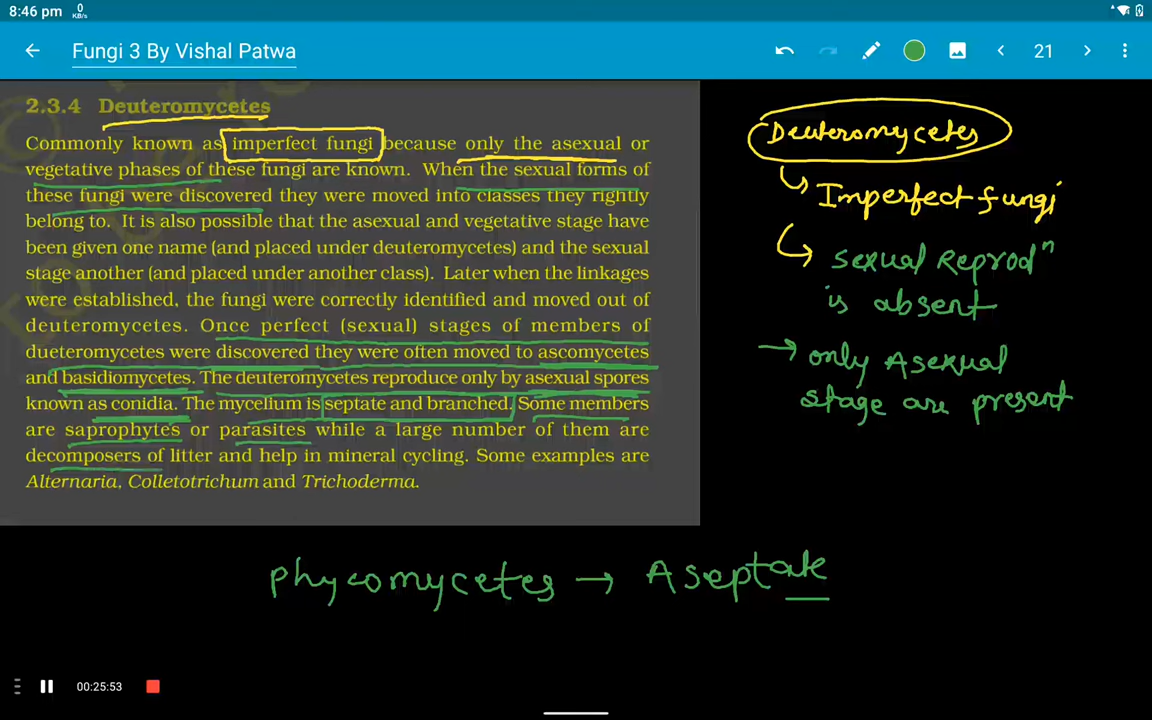 8:46 pm 0 KB/s
Fungi 3 By Vishal Patwa
21
2.3.4 Deuteromycetes
Commonly known as imperfect fungi because only the asexual or
vegetative phases of these fungi are known. When the sexual forms of
these fungi were discovered they were moved into classes they rightly
belong to. It is also possible that the asexual and vegetative stage have
been given one name (and placed under deuteromycetes) and the sexual
stage another (and placed under another class). Later when the linkages
were established, the fungi were correctly identified and moved out of
deuteromycetes. Once perfect (sexual) stages of members of
dueteromycetes were discovered they were often moved to ascomycetes
and basidiomycetes. The deuteromycetes reproduce only by asexual spores
known as conidia. The mycelium is septate and branched. Some members
are saprophytes or parasites while a large number of them are
decomposers of litter and help in mineral cycling. Some examples are
Alternaria, Colletotrichum and Trichoderma.
Deuteromycetes
Imperfect fungi
sexual Reprodⁿ
is absent
→ only Asexual
stage are present
phycomycetes → Aseptate
00:25:53